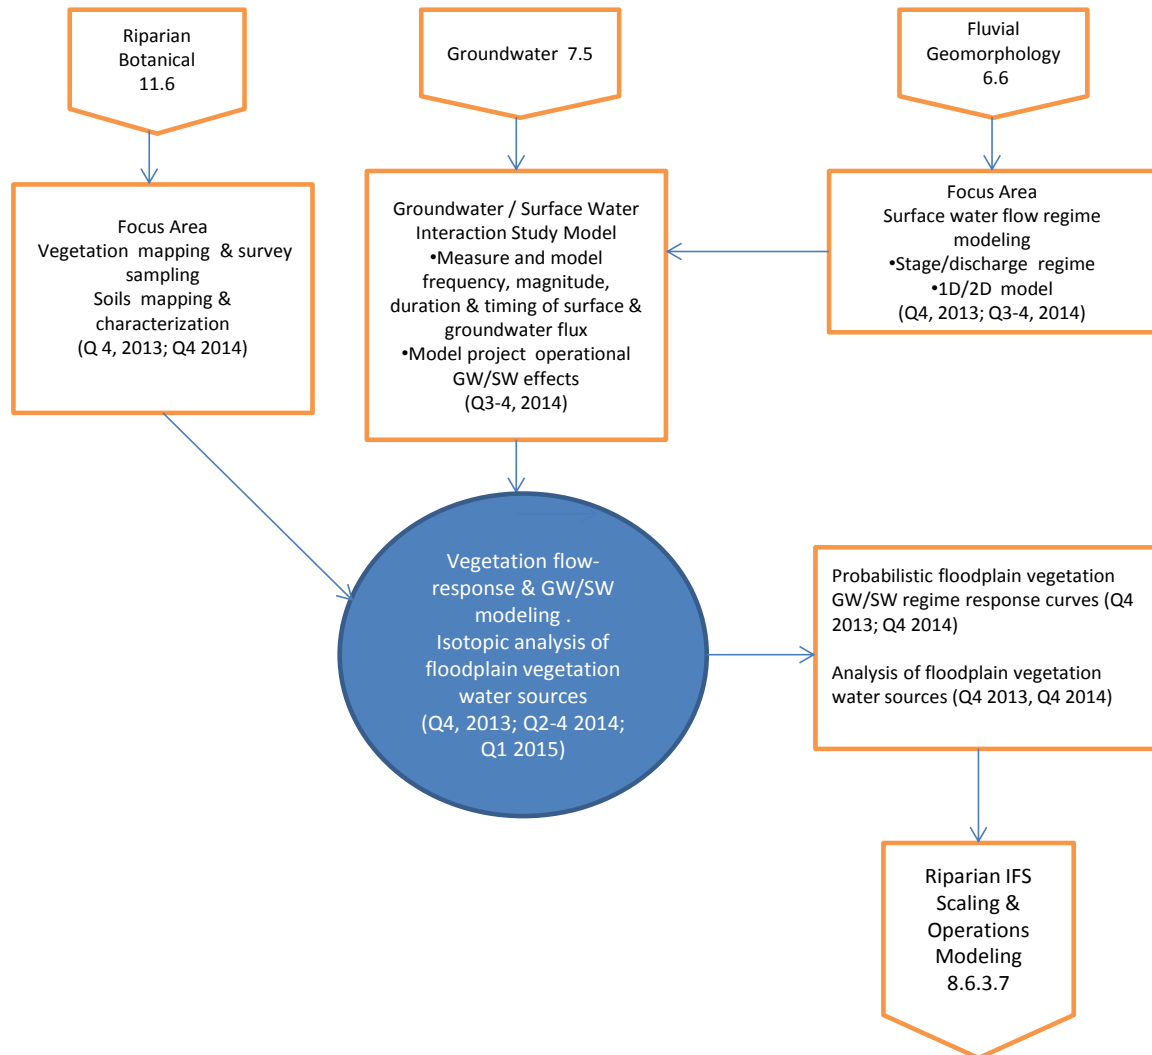 Riparian
Botanical
11.6
Groundwater 7.5
Fluvial
Geomorphology
6.6
Focus Area
Vegetation mapping & survey
sampling
Soils mapping &
characterization
(Q 4, 2013; Q4 2014)
Groundwater / Surface Water
Interaction Study Model
•Measure and model
frequency, magnitude,
duration & timing of surface &
groundwater flux
•Model project operational
GW/SW effects
(Q3-4, 2014)
Focus Area
Surface water flow regime
modeling
•Stage/discharge regime
•1D/2D model
(Q4, 2013; Q3-4, 2014)
Vegetation flow-
response & GW/SW
modeling .
Isotopic analysis of
floodplain vegetation
water sources
(Q4, 2013; Q2-4 2014;
Q1 2015)
Probabilistic floodplain vegetation
GW/SW regime response curves (Q4
2013; Q4 2014)
Analysis of floodplain vegetation
water sources (Q4 2013, Q4 2014)
Riparian IFS
Scaling &
Operations
Modeling
8.6.3.7